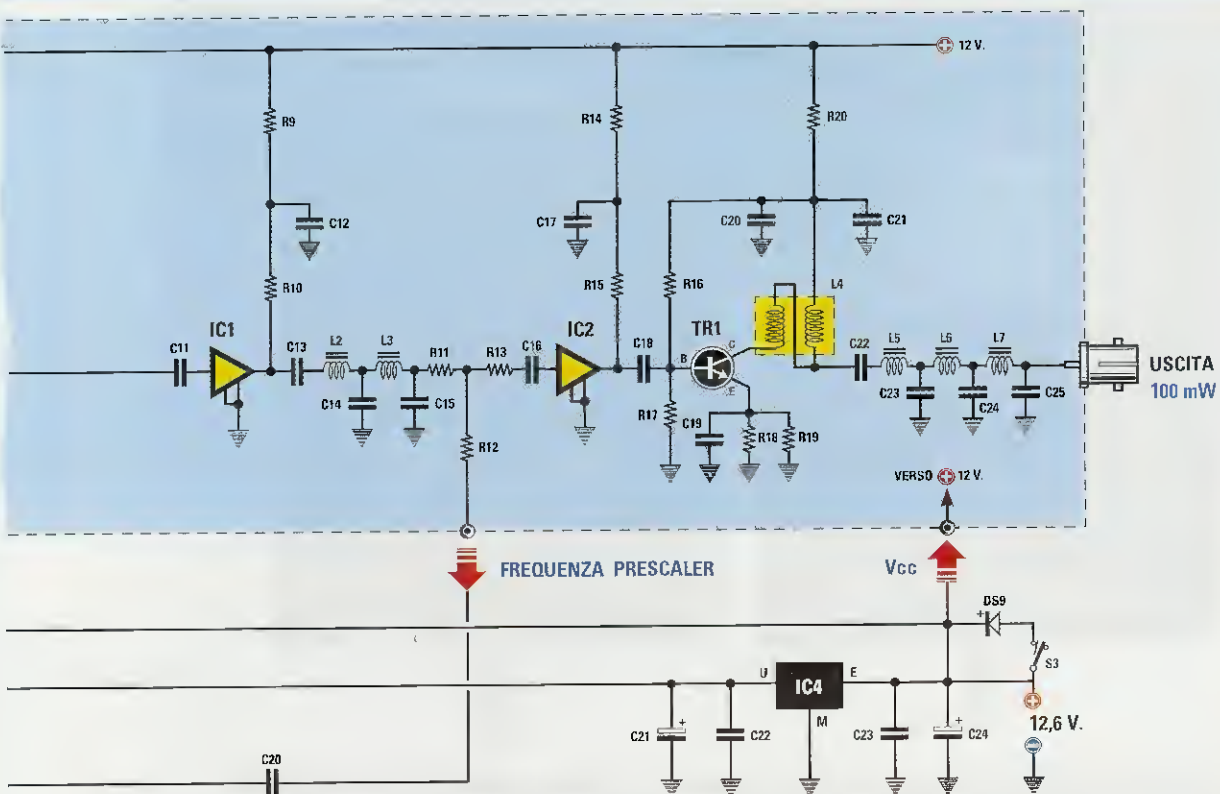 12 V.
R9
R14
R20
C12
C17
C20
C21
R10
R15
R16
L4
C11
IC1
C13
L2
L3
R11
R13
C16
IC2
C18
TR1
B
C
E
C22
L5
L6
L7
USCITA
100 mW
C14
C15
R12
R17
C19
R18
R19
C23
C24
C25
VERSO
12 V.
FREQUENZA PRESCALER
Vcc
DS9
+
S3
U
IC4
E
M
C21
+
C22
C23
C24
+
12,6 V.
C20